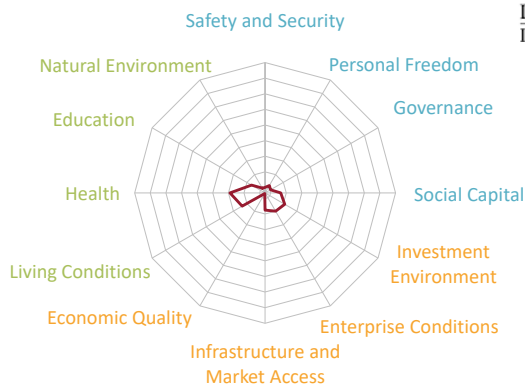 Safety and Security
Natural Environment
Personal Freedom
Education
Governance
Health
Social Capital
Investment
Environment
Living Conditions
Economic Quality
Enterprise Conditions
Infrastructure and
Market Access